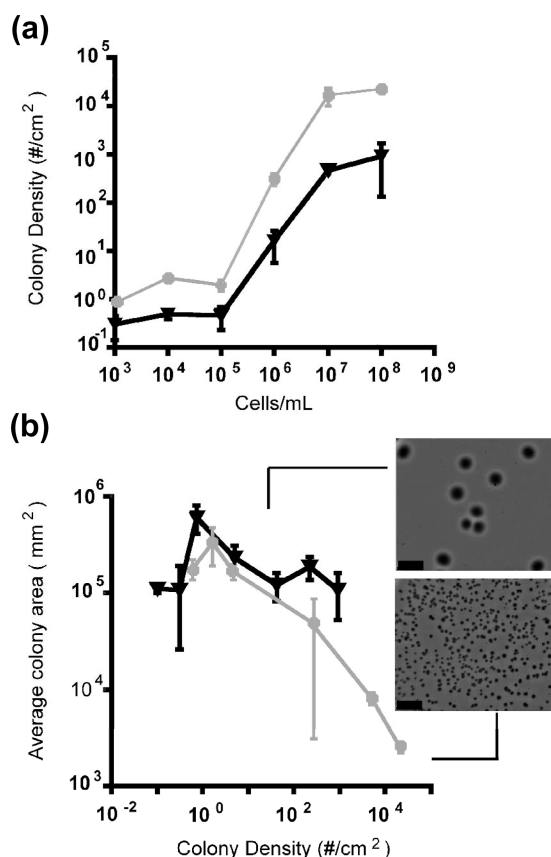 (a)
Colony Density (#/cm²)
10⁵
10⁴
10³
10²
10¹
10⁰
10⁻¹
10³ 10⁴ 10⁵ 10⁶ 10⁷ 10⁸ 10⁹
Cells/mL
(b)
Average colony area ( mm²)
10⁶
10⁵
10⁴
10³
10⁻² 10⁰ 10² 10⁴
Colony Density (#/cm²)